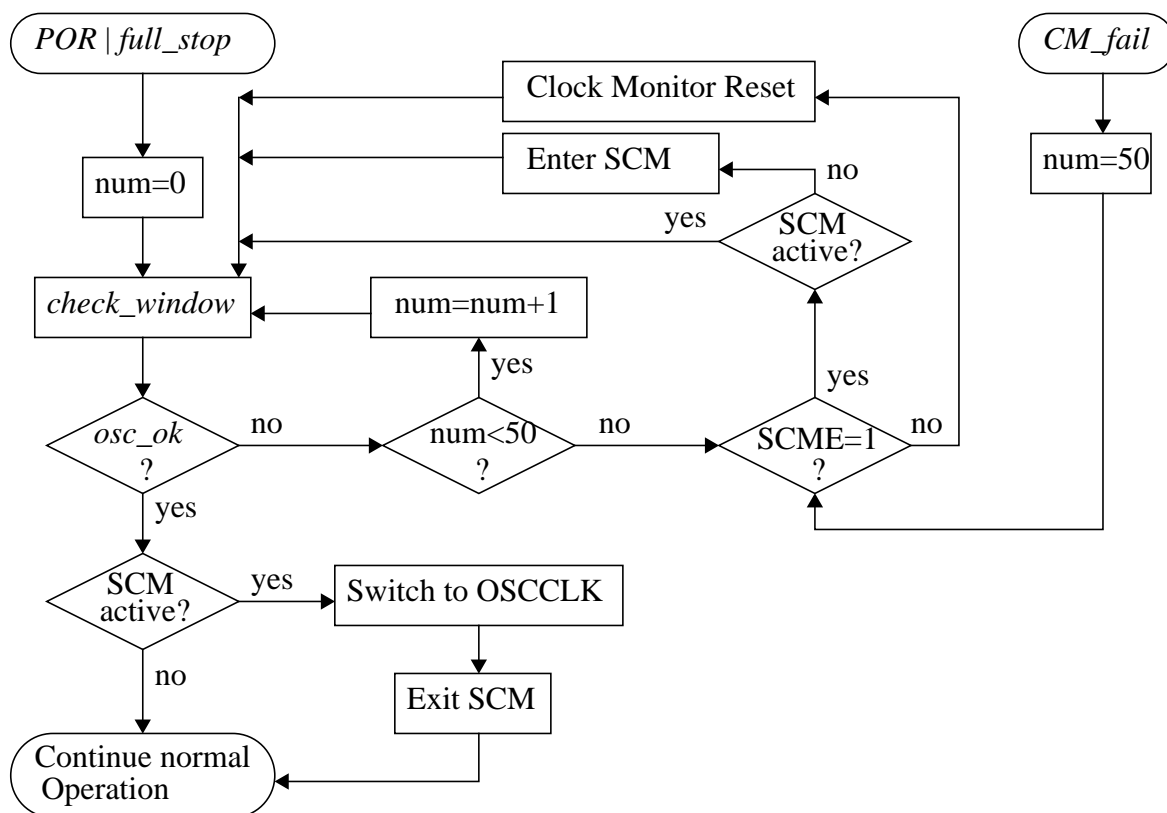 POR | full_stop
CM_fail
Clock Monitor Reset
Enter SCM
num=50
no
num=0
yes
SCM
active?
check_window
num=num+1
yes
yes
osc_ok
?
no
num<50
?
no
SCME=1
?
no
yes
SCM
active?
yes
Switch to OSCCLK
no
Exit SCM
Continue normal
Operation